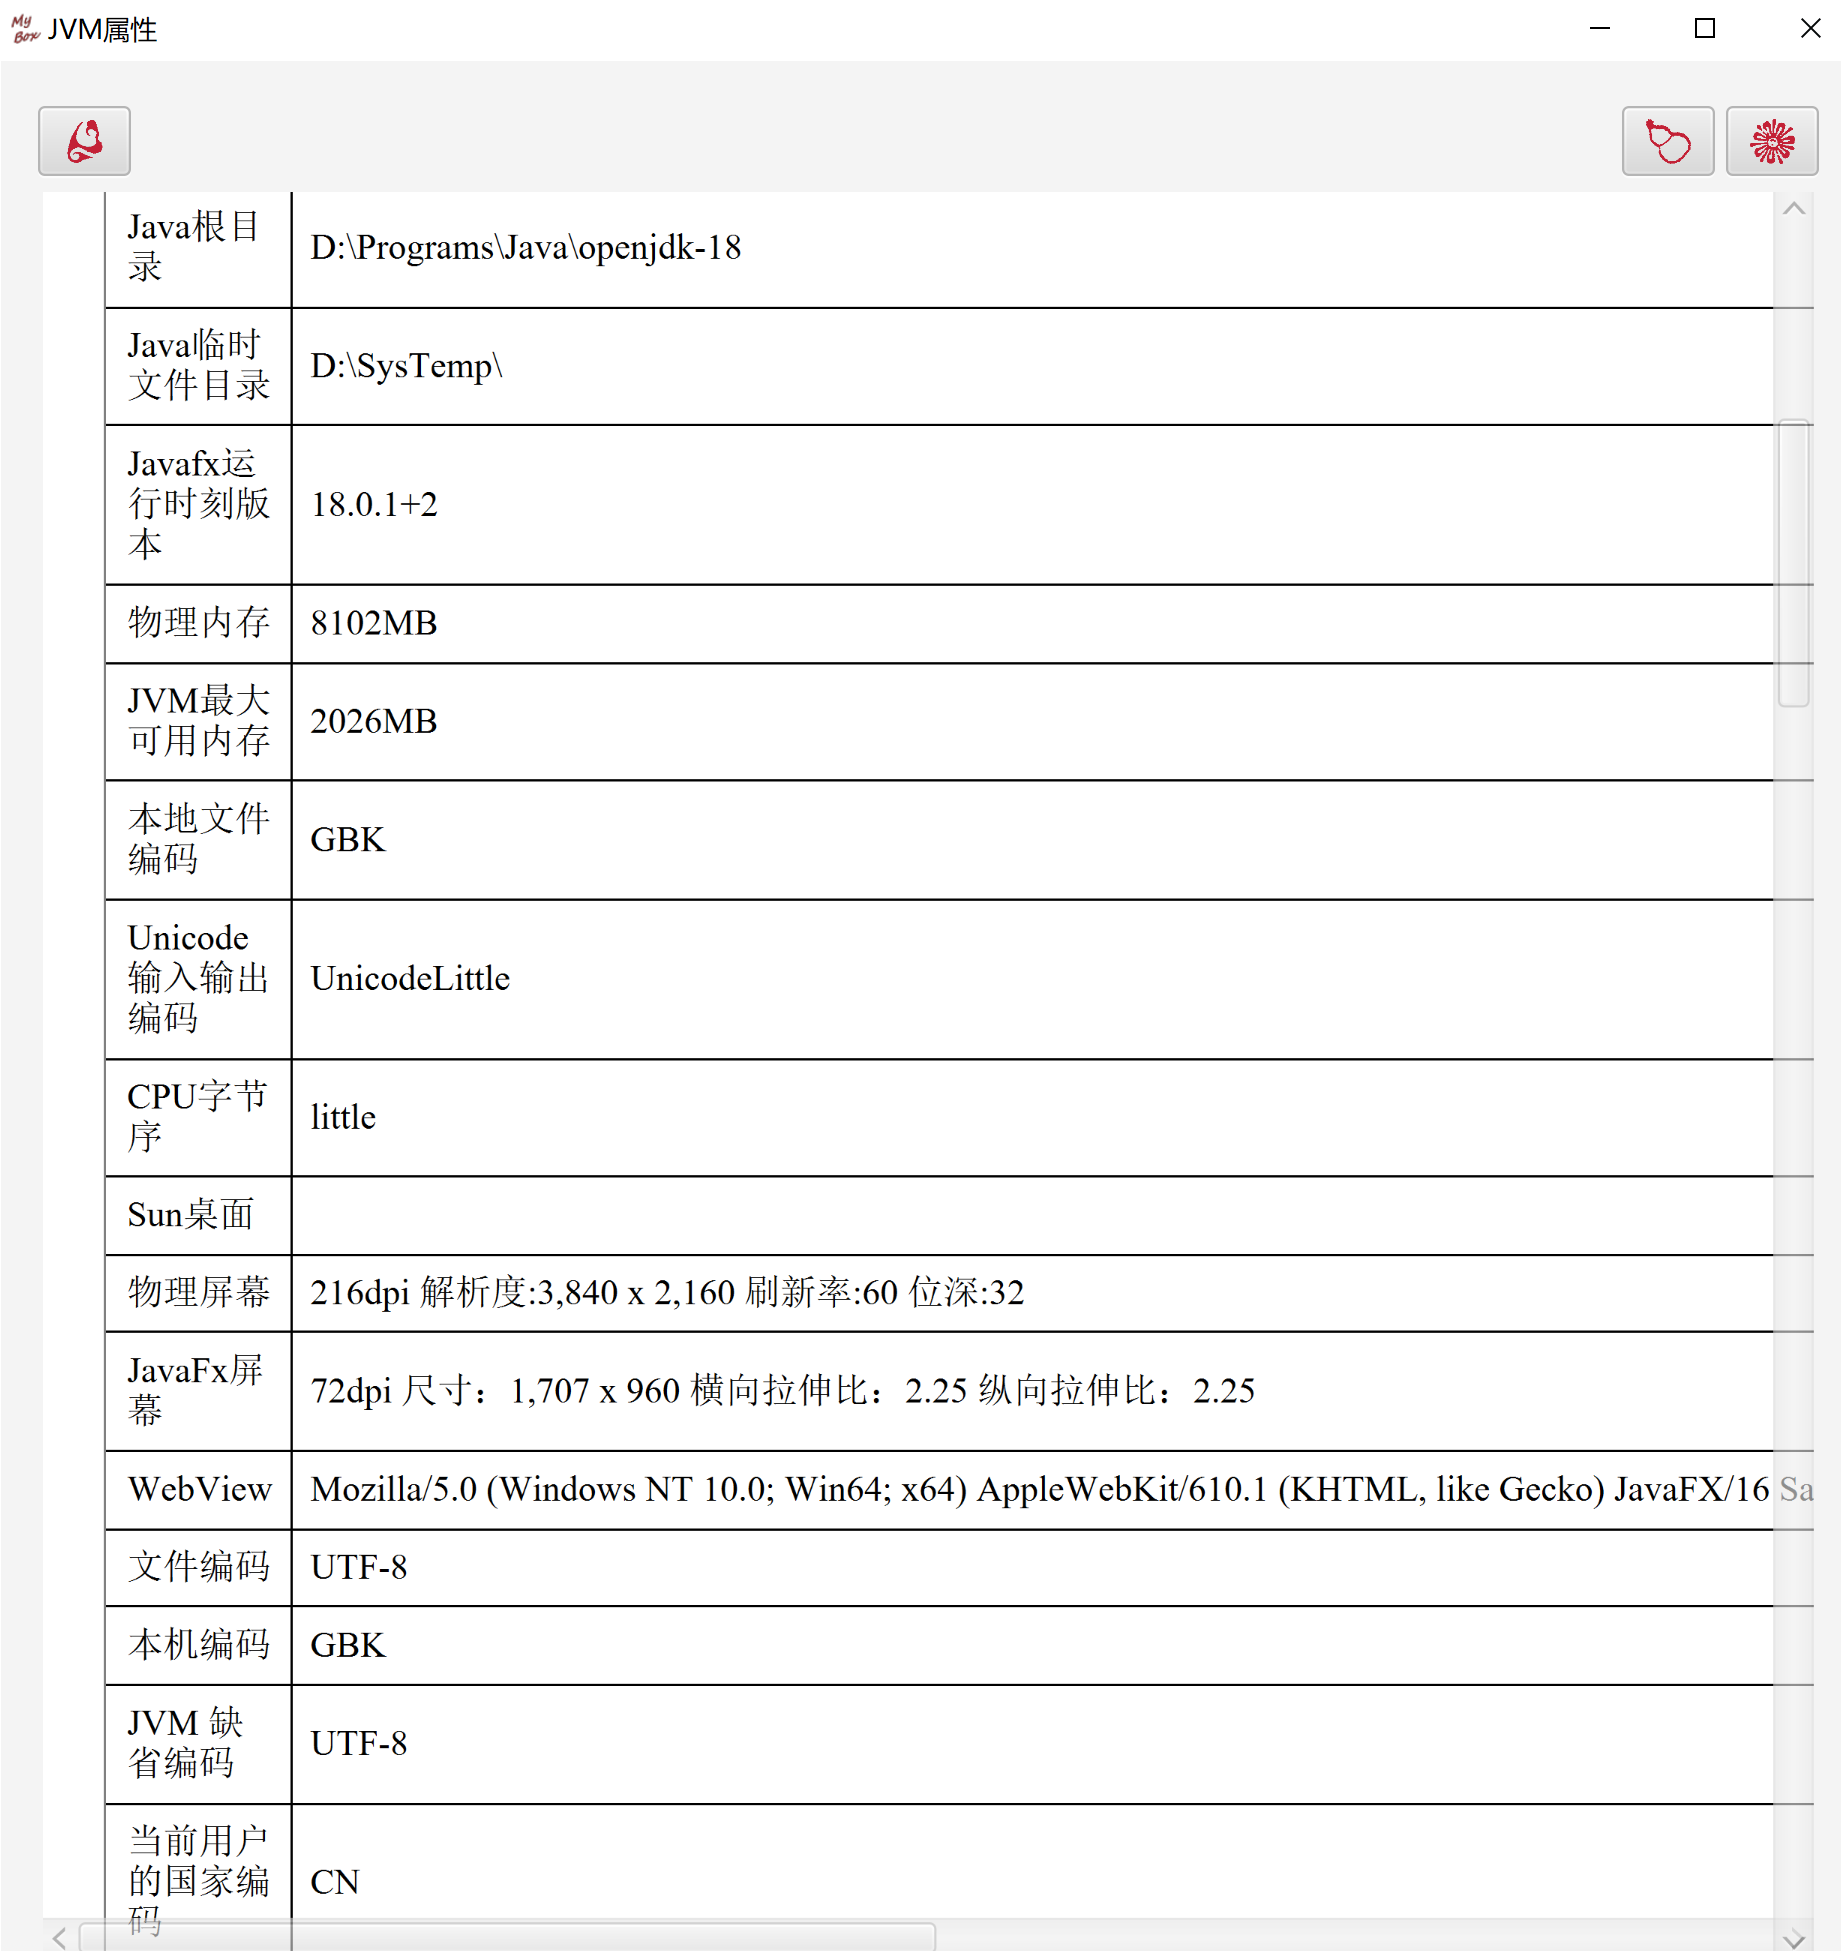 My
Box
JVM属性
Java根目
录
D:\Programs\Java\openjdk-18
Java临时
文件目录
D:\SysTemp\
Javafx运
行时刻版
本
18.0.1+2
物理内存
8102MB
JVM最大
可用内存
2026MB
本地文件
编码
GBK
Unicode
输入输出
编码
UnicodeLittle
CPU字节
序
little
Sun桌面
物理屏幕
216dpi 解析度:3,840 x 2,160 刷新率:60 位深:32
JavaFx屏
幕
72dpi 尺寸：1,707 x 960 横向拉伸比：2.25 纵向拉伸比：2.25
WebView
Mozilla/5.0 (Windows NT 10.0; Win64; x64) AppleWebKit/610.1 (KHTML, like Gecko) JavaFX/16 Sa
文件编码
UTF-8
本机编码
GBK
JVM 缺
省编码
UTF-8
当前用户
的国家编
码
CN